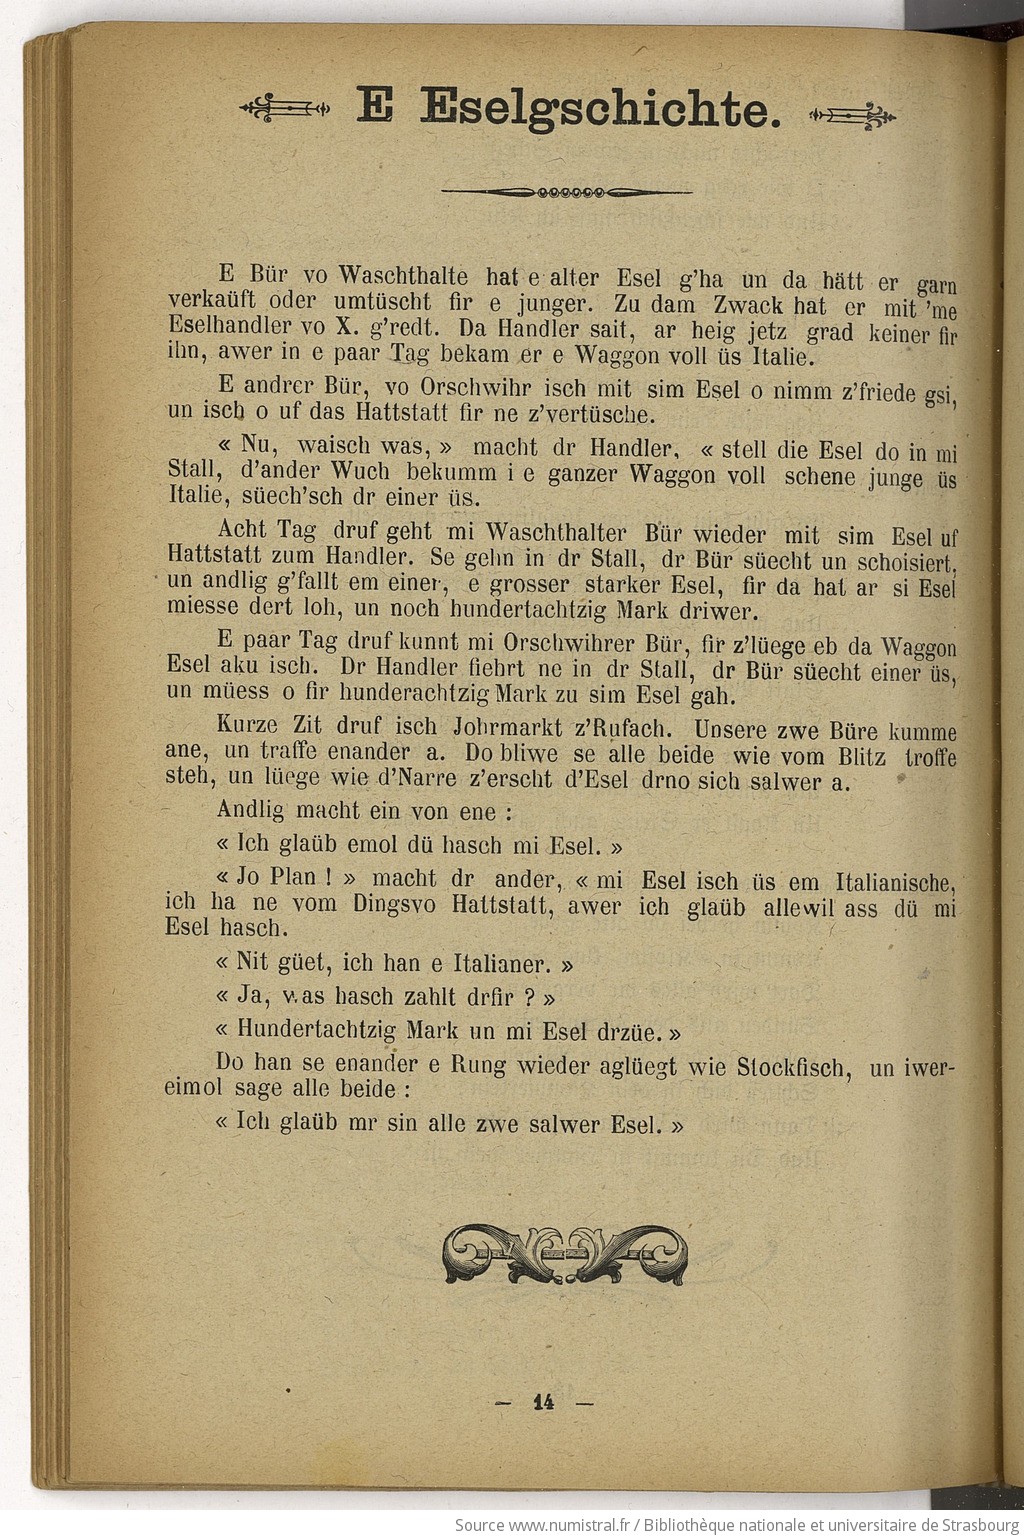 E Eselgschichte.
E Bür vo Waschthalte hat e alter Esel g'ha un da hätt er garn
verkaüft oder umtüscht fir e junger. Zu dam Zwack hat er mit 'me
Eselhandler vo X. g'redt. Da Handler sait, ar heig jetz grad keiner fir
ihn, awer in e paar Tag bekam er e Waggon voll üs Italie.
E andrer Bür, vo Orschwihr isch mit sim Esel o nimm z'friede gsi,
un isch o uf das Hattstatt fir ne z'vertüsche.
« Nu, waisch was, » macht dr Handler, « stell die Esel do in mi
Stall, d'ander Wuch bekumm i e ganzer Waggon voll schene junge üs
Italie, süech'sch dr einer üs.
Acht Tag druf geht mi Waschthalter Bür wieder mit sim Esel uf
Hattstatt zum Handler. Se gehn in dr Stall, dr Bür süecht un schoisiert,
un andlig g'fallt em einer, e grosser starker Esel, fir da hat ar si Esel
miesse dert loh, un noch hundertachtzig Mark driwer.
E paar Tag druf kunnt mi Orschwihrer Bür, fir z'lüege eb da Waggon
Esel aku isch. Dr Handler fiehrt ne in dr Stall, dr Bür süecht einer üs,
un müess o fir hunderachtzig Mark zu sim Esel gah.
Kurze Zit druf isch Johrmarkt z'Rufach. Unsere zwe Büre kumme
ane, un traffe enander a. Do bliwe se alle beide wie vom Blitz troffe
steh, un lüege wie d'Narre z'erscht d'Esel drno sich salwer a.
Andlig macht ein von ene :
« Ich glaüb emol dü hasch mi Esel. »
« Jo Plan ! » macht dr ander, « mi Esel isch üs em Italianische,
ich ha ne vom Dingsvo Hattstatt, awer ich glaüb allewil ass dü mi
Esel hasch.
« Nit güet, ich han e Italianer. »
« Ja, was hasch zahlt drfir ? »
« Hundertachtzig Mark un mi Esel drzüe. »
Do han se enander e Rung wieder aglüegt wie Stockfisch, un iwer-
eimol sage alle beide :
« Ich glaüb mr sin alle zwe salwer Esel. »
— 14 —
Source www.numistral.fr / Bibliothèque nationale et universitaire de Strasbourg